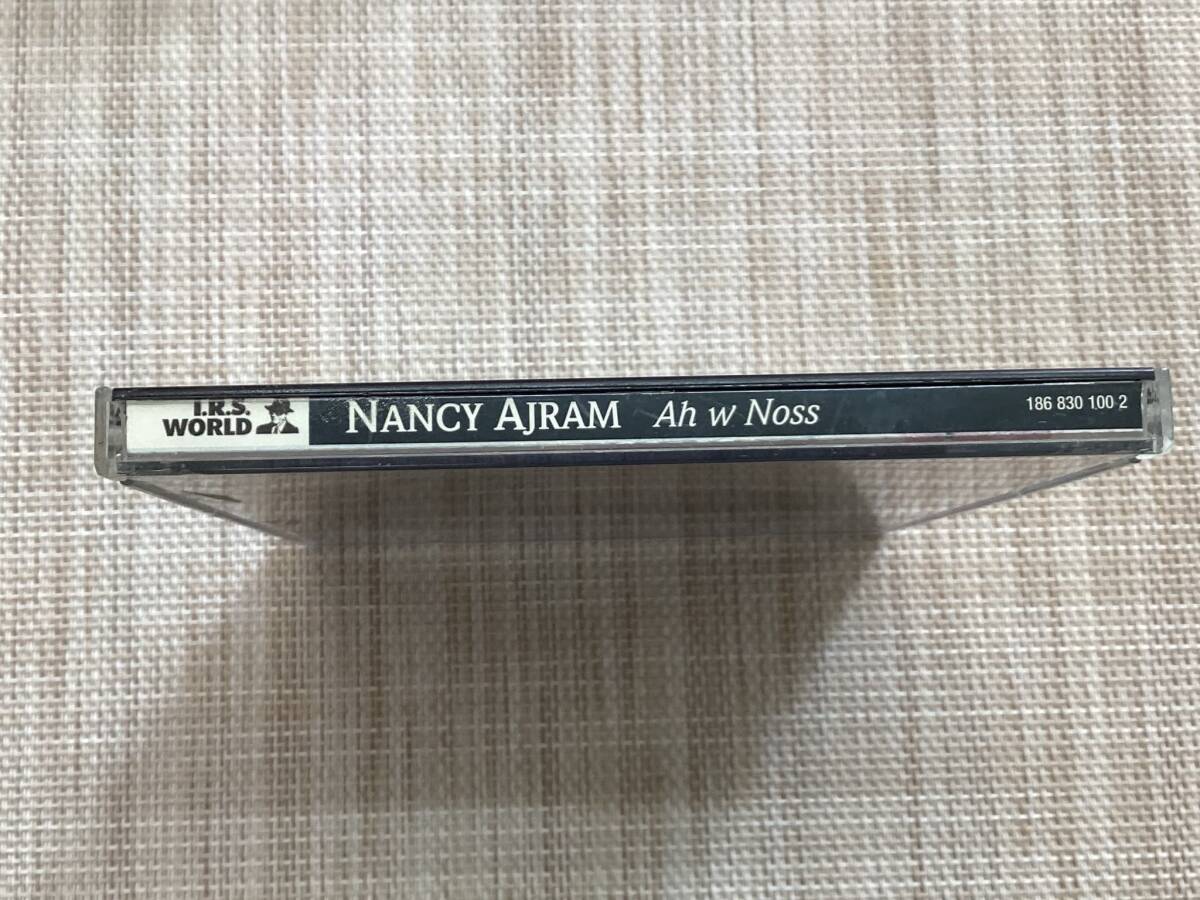 I.R.S.
WORLD
NANCY AJRAM Ah w Noss 186 830 100 2